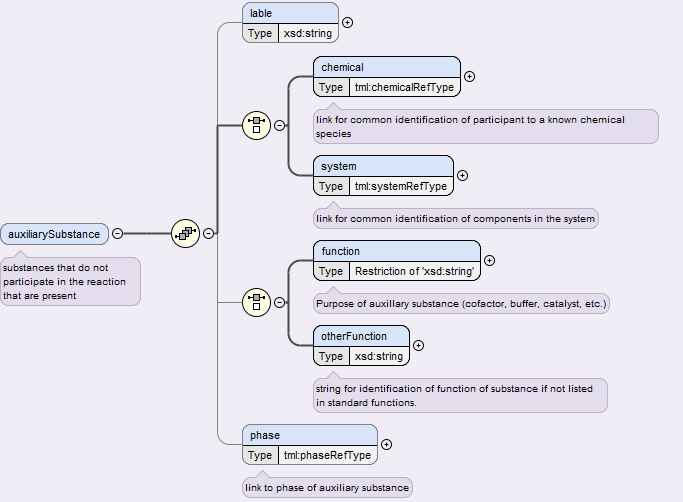 lable
Type xsd:string
chemical
Type tml:chemicalRefType
link for common identification of participant to a known chemical
species
system
Type tml:systemRefType
link for common identification of components in the system
auxiliarySubstance
substances that do not
participate in the reaction
that are present
function
Type Restriction of 'xsd:string'
Purpose of auxillary substance (cofactor, buffer, catalyst, etc.)
otherFunction
Type xsd:string
string for identification of function of substance if not listed
in standard functions.
phase
Type tml:phaseRefType
link to phase of auxiliary substance